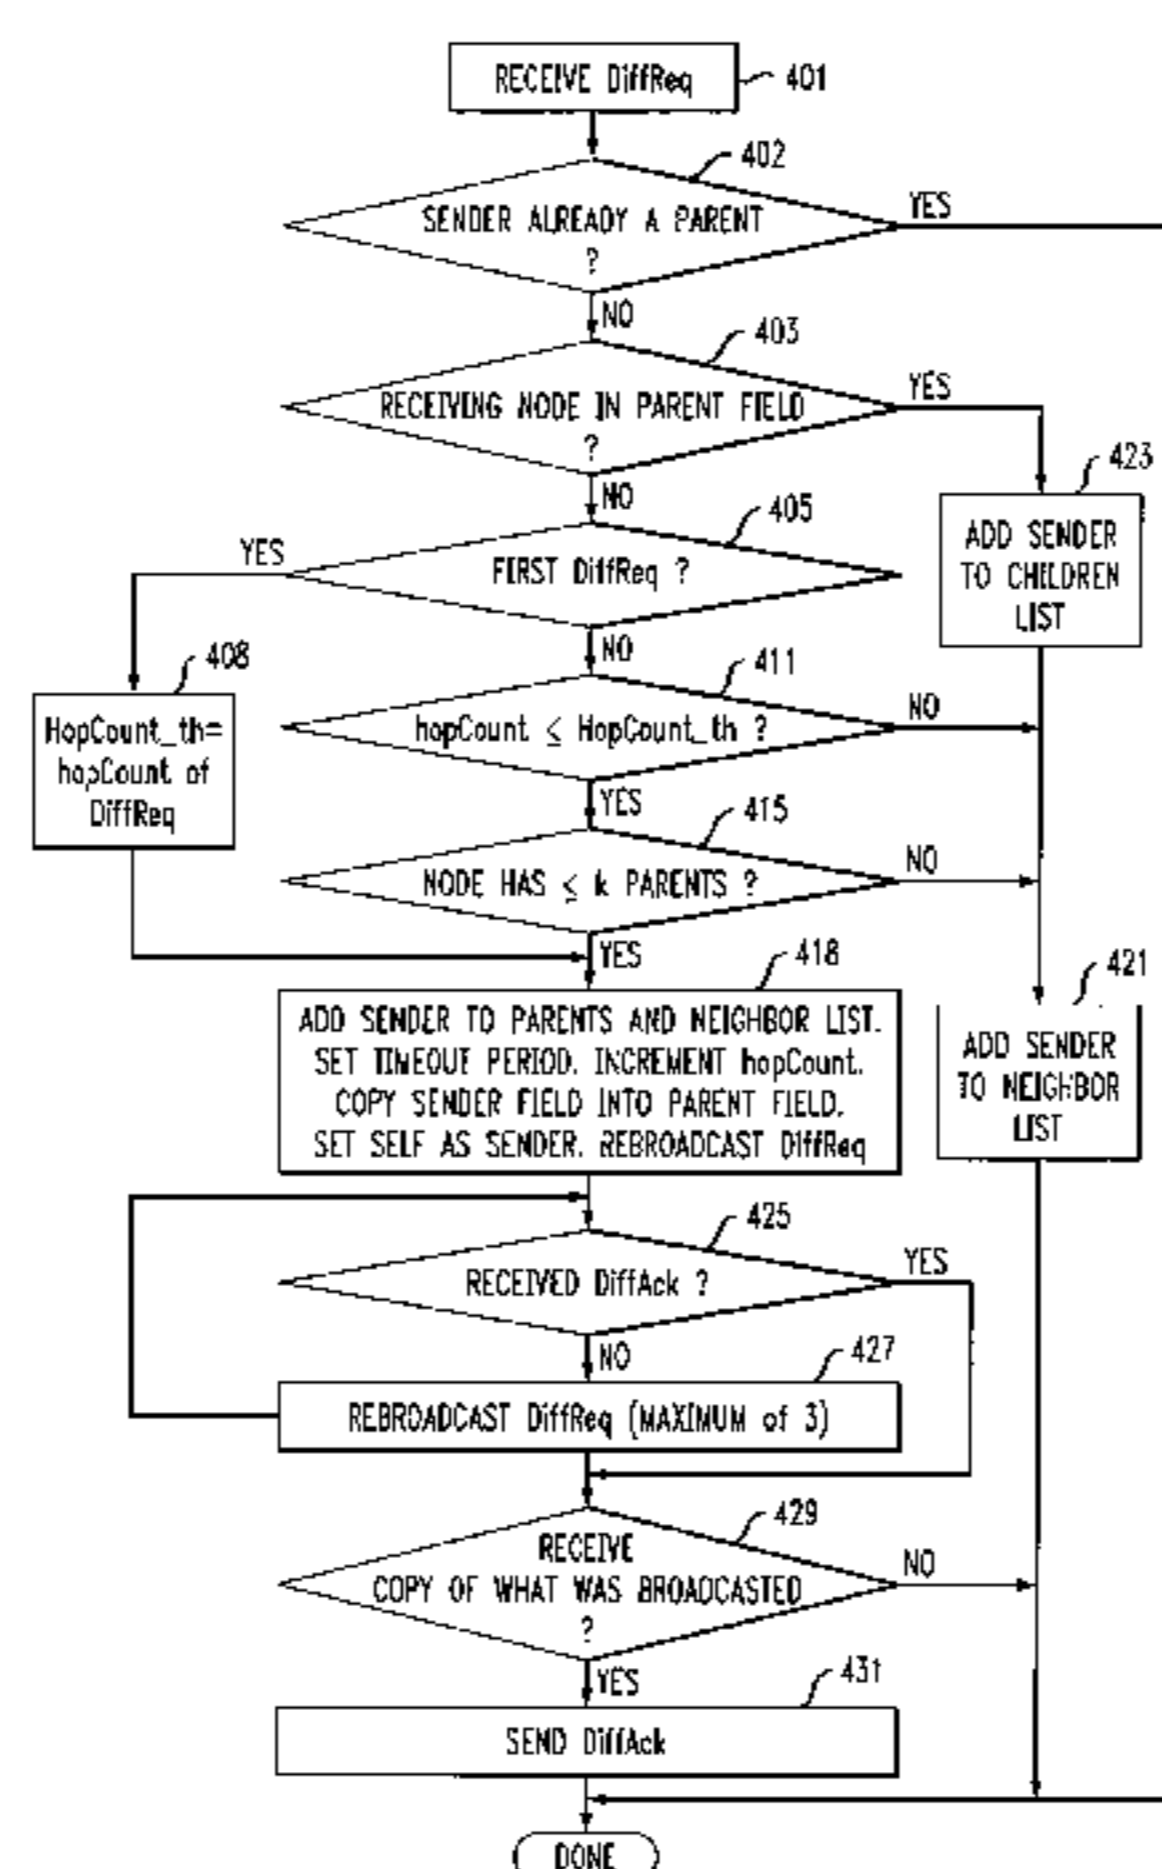 RECEIVE DiffReq
401
402
SENDER ALREADY A PARENT
?
YES
NO
403
RECEIVING NODE IN PARENT FIELD
?
YES
NO
423
ADD SENDER
TO CHILDREN
LIST
405
FIRST DiffReq ?
YES
NO
408
HopCount_th=
hopCount of
DiffReq
411
hopCount ≤ HopCount_th ?
NO
YES
415
NODE HAS ≤ k PARENTS ?
NO
YES
418
ADD SENDER TO PARENTS AND NEIGHBOR LIST.
SET TIMEOUT PERIOD. INCREMENT hopCount.
COPY SENDER FIELD INTO PARENT FIELD.
SET SELF AS SENDER. REBROADCAST DiffReq
421
ADD SENDER
TO NEIGHBOR
LIST
425
RECEIVED DiffAck ?
YES
NO
427
REBROADCAST DiffReq (MAXIMUM of 3)
429
RECEIVE
COPY OF WHAT WAS BROADCASTED
?
NO
YES
431
SEND DiffAck
DONE